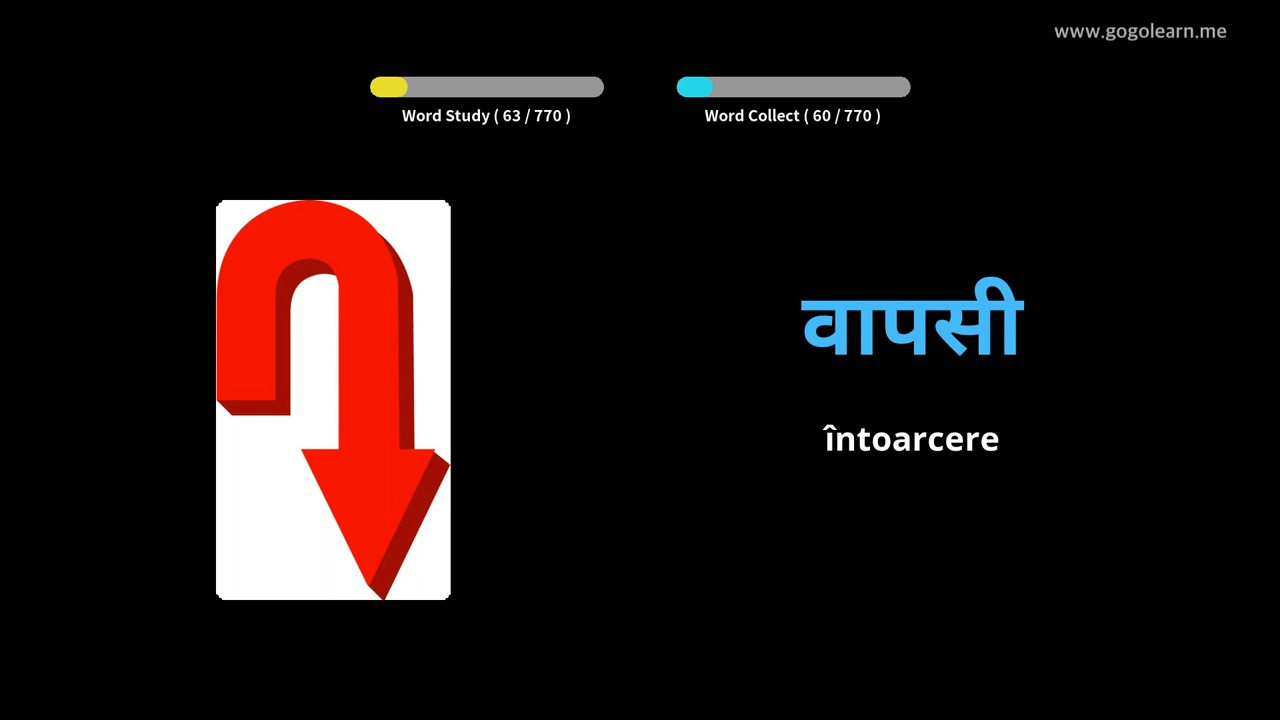 www.gogolearn.me
Word Study ( 63 / 770 )
Word Collect ( 60 / 770 )
वापसी
întoarcere